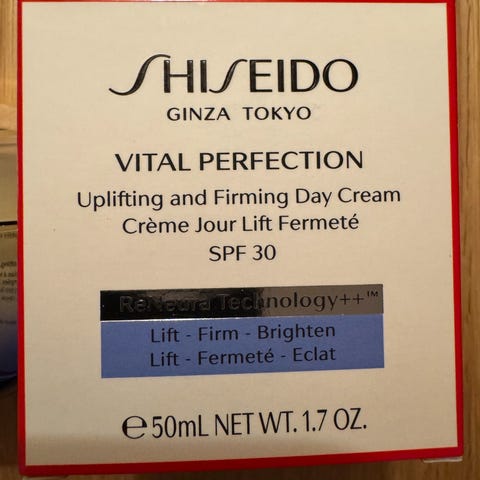 SHISEIDO
GINZA TOKYO
VITAL PERFECTION
Uplifting and Firming Day Cream
Crème Jour Lift Fermeté
SPF 30
ReNeura Technology++™
Lift - Firm - Brighten
Lift - Fermeté - Eclat
℮50mL NET WT. 1.7 OZ.